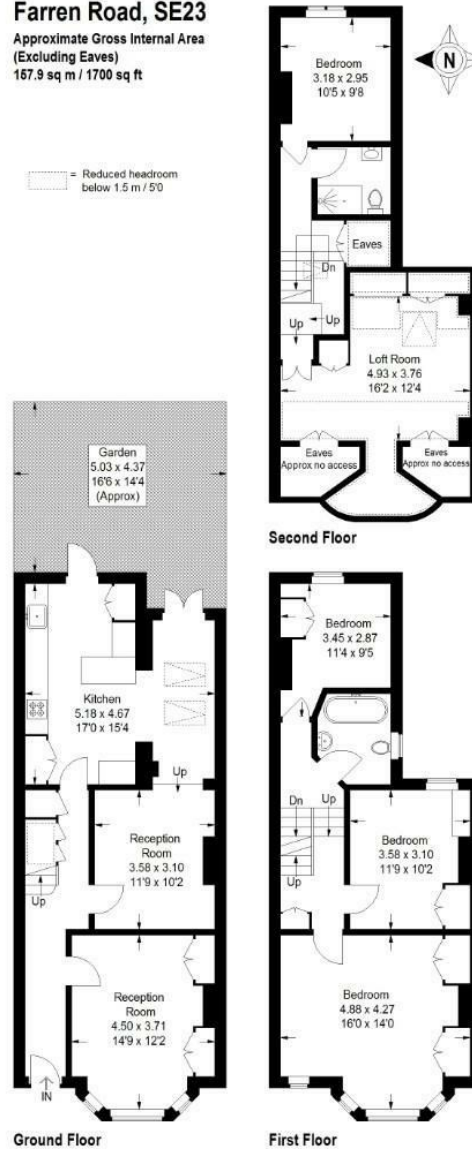 Farren Road, SE23
Approximate Gross Internal Area
(Excluding Eaves)
157.9 sq m / 1700 sq ft
= Reduced headroom
below 1.5 m / 5'0
N
Bedroom
3.18 x 2.95
10'5 x 9'8
Eaves
Dn
Up
Up
Loft Room
4.93 x 3.76
16'2 x 12'4
Eaves
Approx no access
Eaves
Approx no access
Second Floor
Garden
5.03 x 4.37
16'6 x 14'4
(Approx)
Kitchen
5.18 x 4.67
17'0 x 15'4
Up
Reception
Room
3.58 x 3.10
11'9 x 10'2
Up
Reception
Room
4.50 x 3.71
14'9 x 12'2
IN
Ground Floor
Bedroom
3.45 x 2.87
11'4 x 9'5
Dn
Up
Up
Bedroom
3.58 x 3.10
11'9 x 10'2
Bedroom
4.88 x 4.27
16'0 x 14'0
First Floor